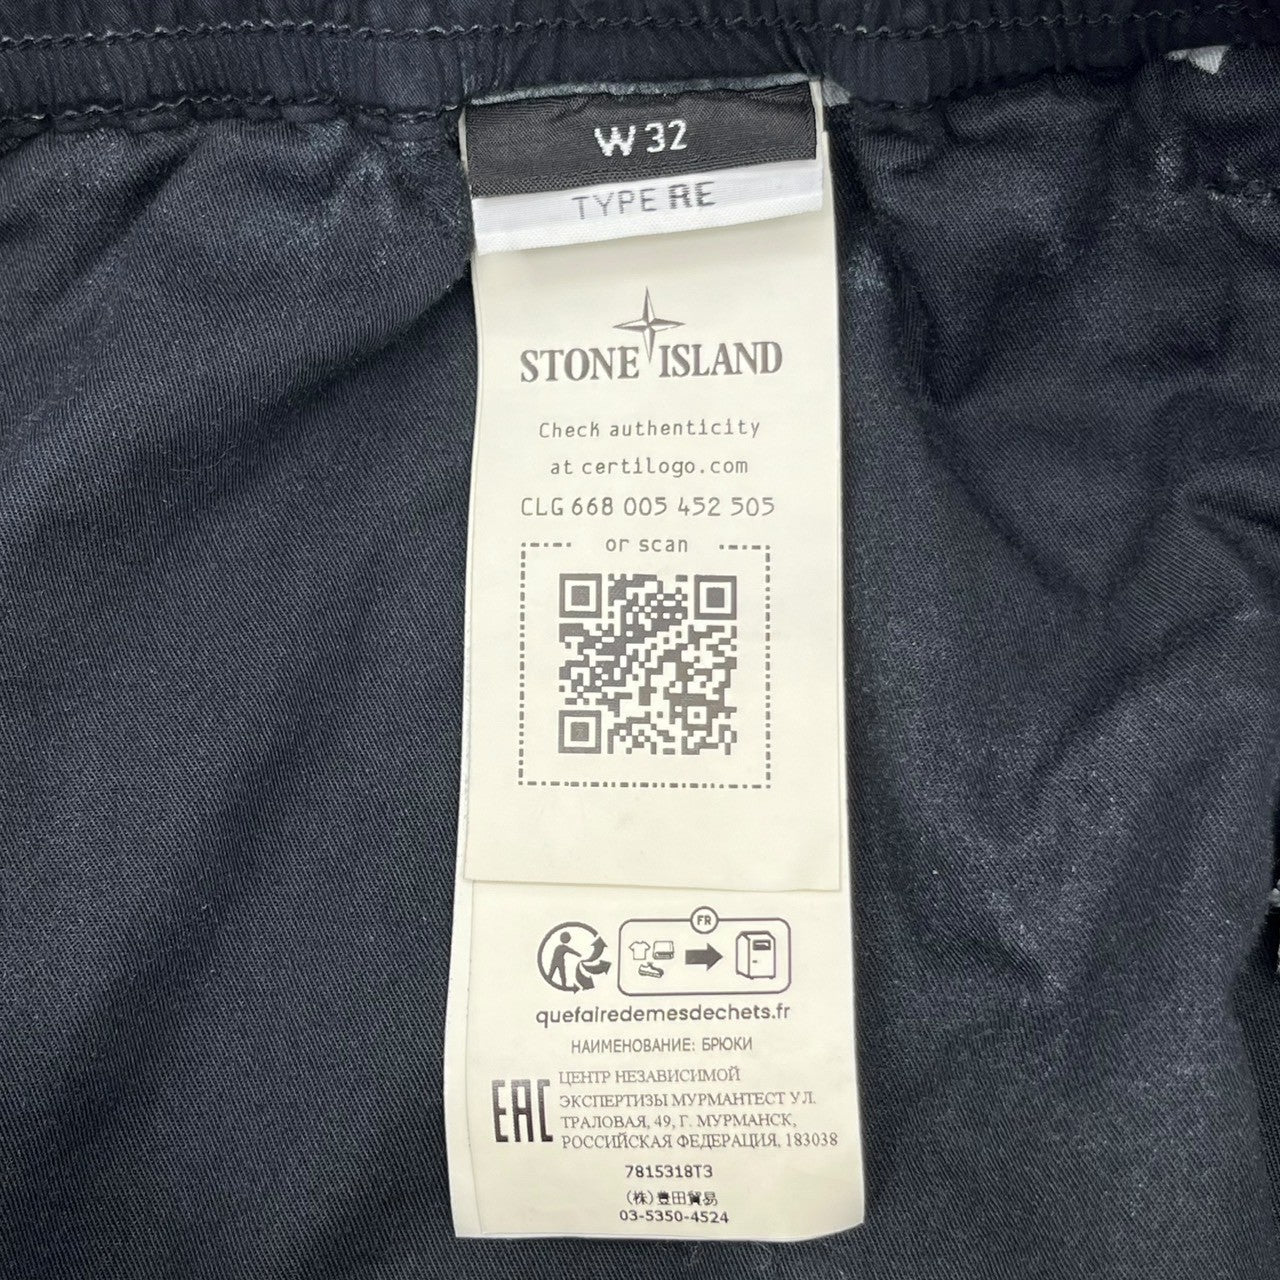 W 32
TYPE RE
STONE ISLAND
Check authenticity
at certilogo.com
CLG 668 005 452 505
or scan
FR
quefairedemesdechets.fr
НАИМЕНОВАНИЕ: БРЮКИ
EAC
ЦЕНТР НЕЗАВИСИМОЙ
ЭКСПЕРТИЗЫ МУРМАНТЕСТ УЛ.
ТРАЛОВАЯ, 49, Г. МУРМАНСК,
РОССИЙСКАЯ ФЕДЕРАЦИЯ, 183038
7815318T3
(株)豊田貿易
03-5350-4524